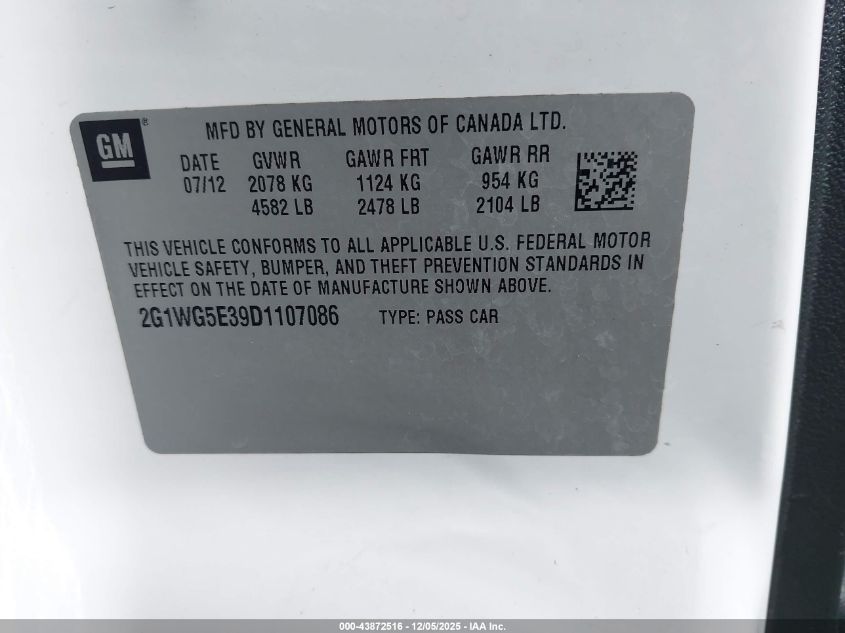 GM ®
MFD BY GENERAL MOTORS OF CANADA LTD.
DATE GVWR GAWR FRT GAWR RR
07/12 2078 KG 1124 KG 954 KG
4582 LB 2478 LB 2104 LB
THIS VEHICLE CONFORMS TO ALL APPLICABLE U.S. FEDERAL MOTOR
VEHICLE SAFETY, BUMPER, AND THEFT PREVENTION STANDARDS IN
EFFECT ON THE DATE OF MANUFACTURE SHOWN ABOVE.
2G1WG5E39D1107086 TYPE: PASS CAR
000-43872516 - 12/05/2025 - IAA Inc.